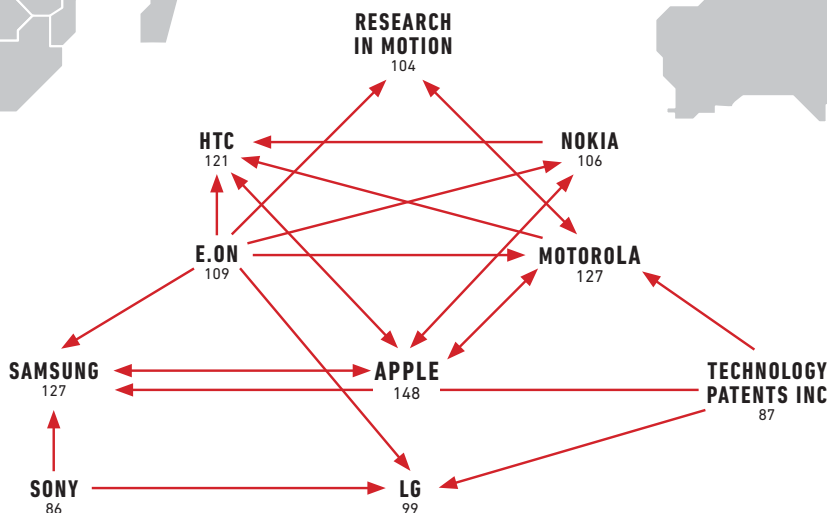 RESEARCH
IN MOTION
104
HTC
121
NOKIA
106
E.ON
109
MOTOROLA
127
SAMSUNG
127
APPLE
148
TECHNOLOGY
PATENTS INC
87
SONY
86
LG
99